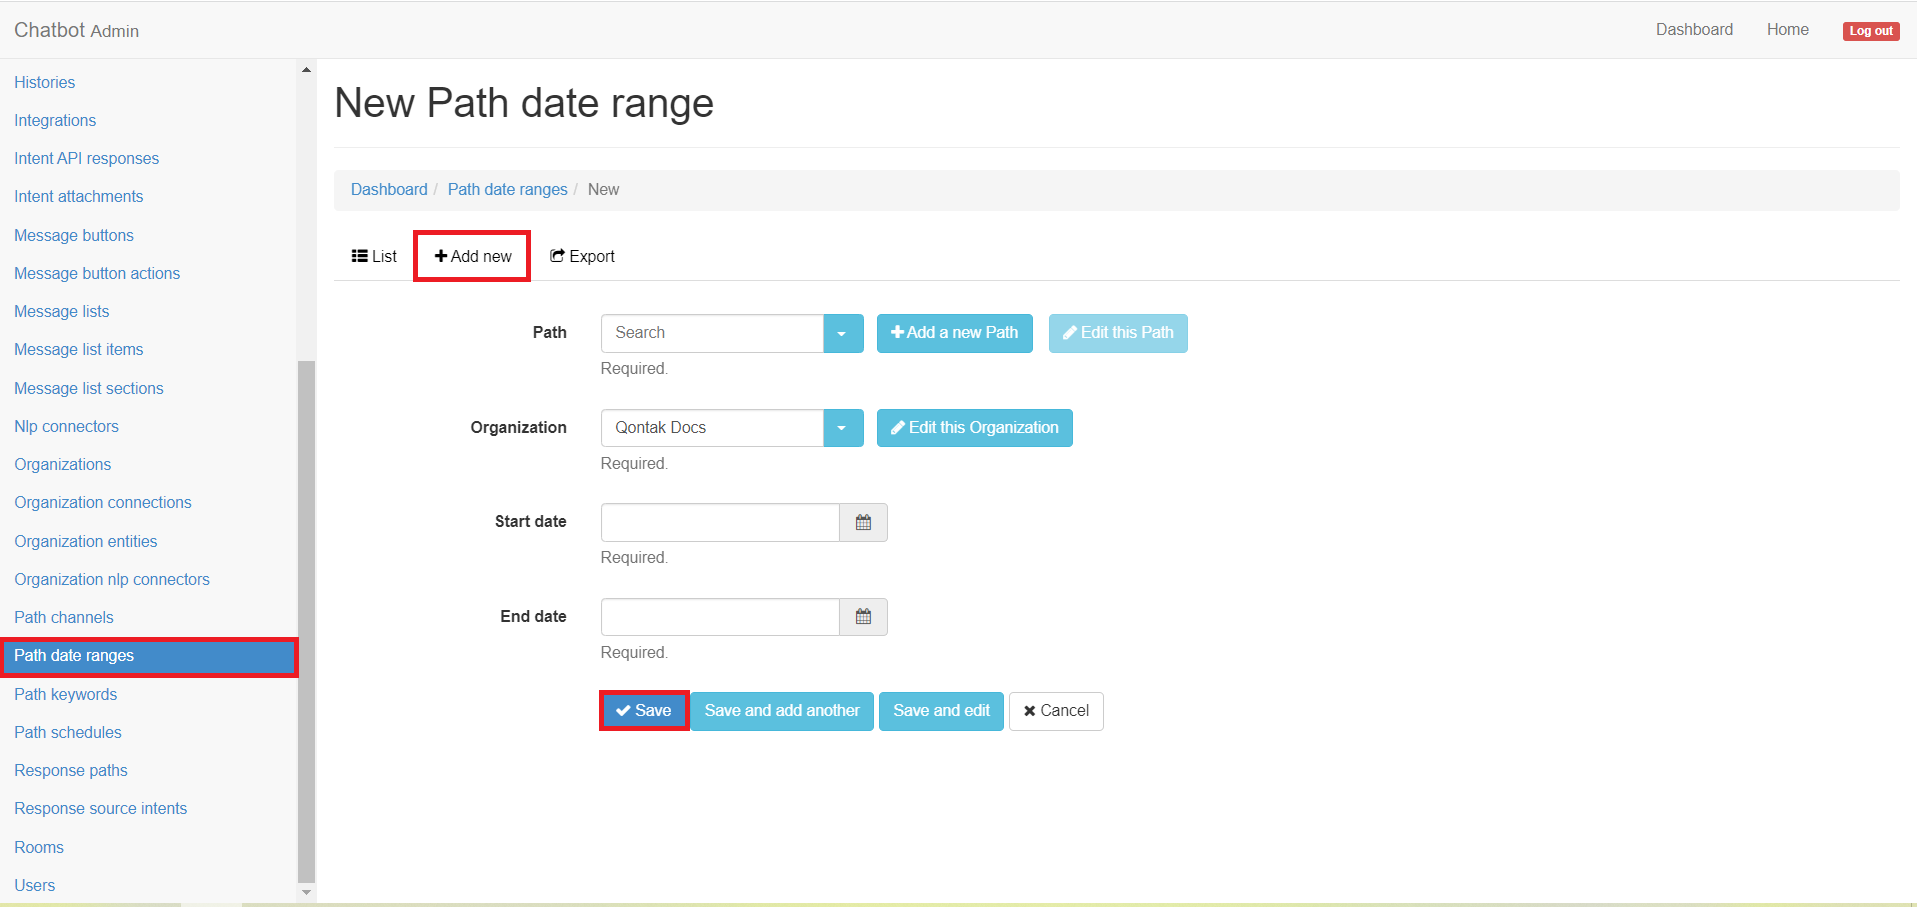 Chatbot Admin
Dashboard
Home
Log out
Histories
Integrations
Intent API responses
Intent attachments
Message buttons
Message button actions
Message lists
Message list items
Message list sections
Nlp connectors
Organizations
Organization connections
Organization entities
Organization nlp connectors
Path channels
Path date ranges
Path keywords
Path schedules
Response paths
Response source intents
Rooms
Users
New Path date range
Dashboard / Path date ranges / New
List
Add new
Export
Path
Search
Add a new Path
Edit this Path
Required.
Organization
Qontak Docs
Edit this Organization
Required.
Start date
Required.
End date
Required.
Save
Save and add another
Save and edit
Cancel